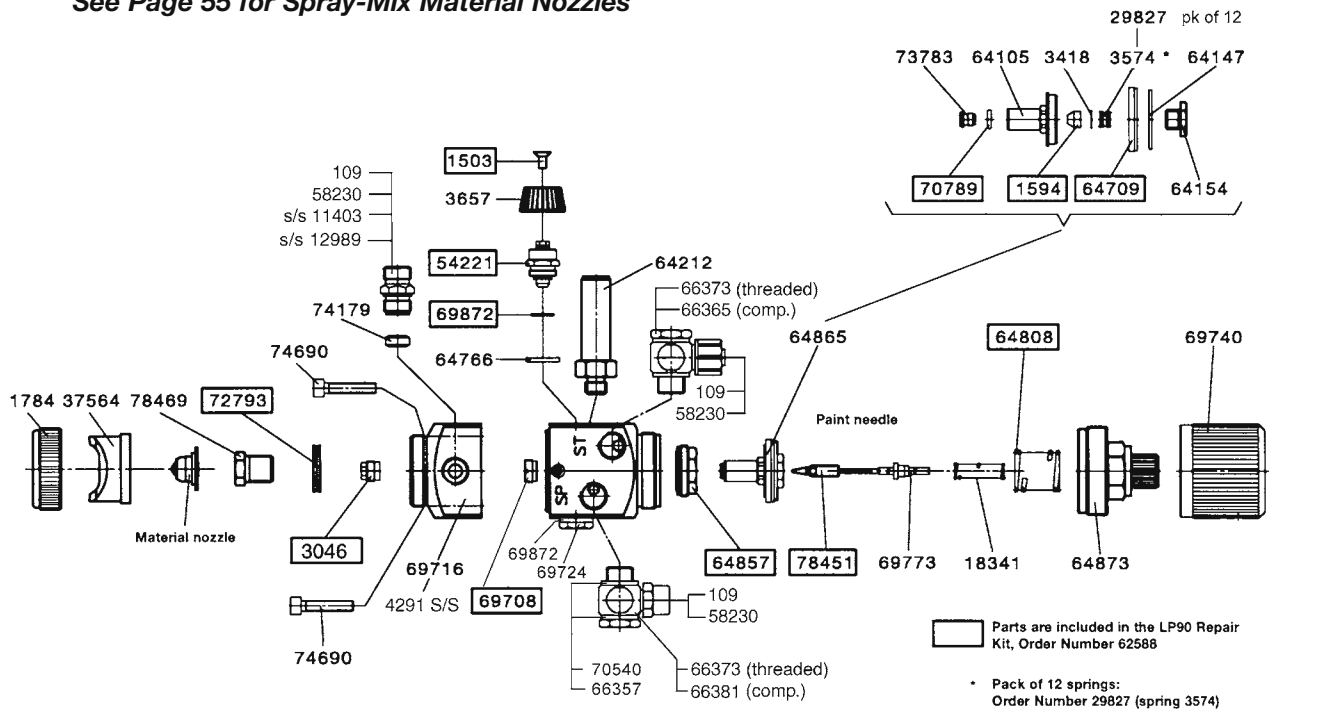 See Page 55 for Spray-Mix Material Nozzles
29827 pk of 12
73783 64105 3418 3574 * 64147
70789 1594 64709 64154
1503
3657
109
58230
s/s 11403
s/s 12989
54221
64212
66373 (threaded)
66365 (comp.)
74179
69872
64766
64865
64808
69740
74690
109
58230
1784 37564 78469 72793
Paint needle
ST
SP
Material nozzle
3046
69716
4291 S/S
69708
69872
69724
64857
78451
69773
18341
64873
109
58230
74690
70540
66357
66373 (threaded)
66381 (comp.)
Parts are included in the LP90 Repair
Kit, Order Number 62588
* Pack of 12 springs:
Order Number 29827 (spring 3574)